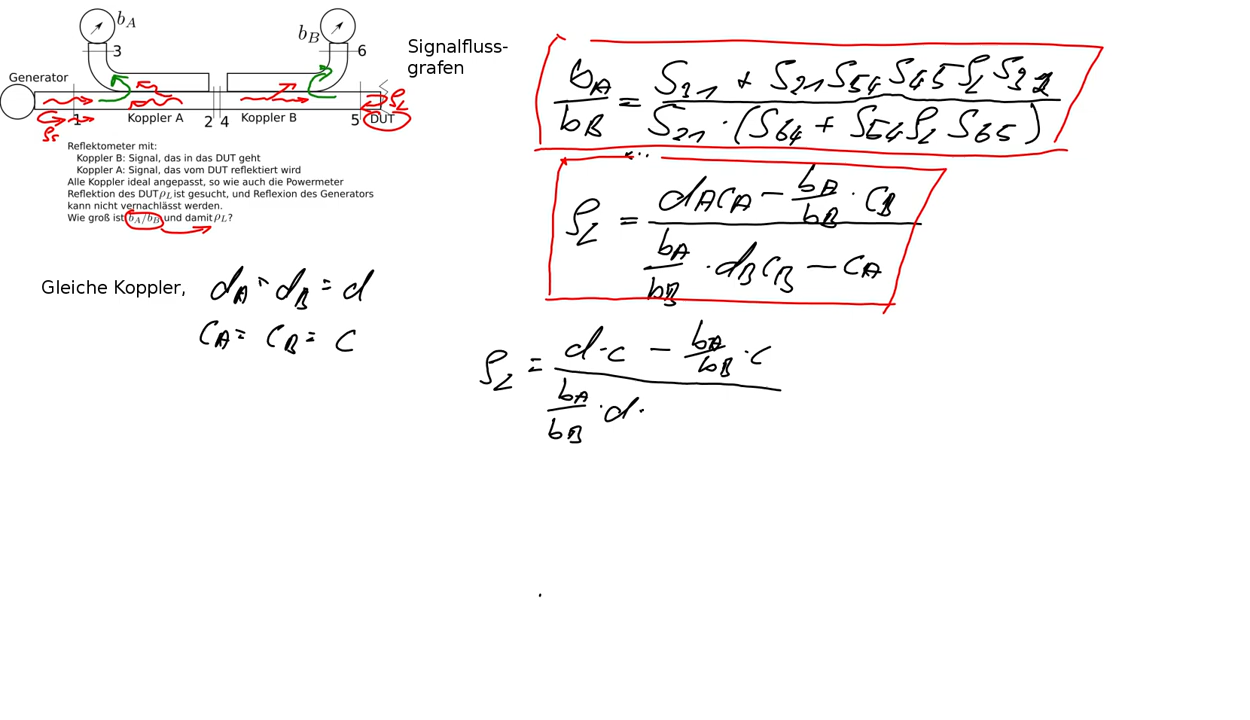 b_A
b_B
3
6
Generator
1
Koppler A
2
4
Koppler B
5
DUT
ρ_S
ρ_L
Signalfluss-
grafen
Reflektometer mit:
Koppler B: Signal, das in das DUT geht
Koppler A: Signal, das vom DUT reflektiert wird
Alle Koppler ideal angepasst, so wie auch die Powermeter
Reflektion des DUT ρ_L ist gesucht, und Reflexion des Generators
kann nicht vernachlässt werden.
Wie groß ist b_A/b_B und damit ρ_L?
Gleiche Koppler, d_A = d_B = d
c_A = c_B = c
b_A/b_B = (S_31 + S_21 S_54 S_45 ρ_L S_32) / (S_21 · (S_64 + S_54 ρ_L S_65))
ρ_L = (d_A c_A − b_A/b_B · c_B) / (b_A/b_B · d_B c_B − c_A)
ρ_L = (d·c − b_A/b_B · c) / (b_A/b_B · d·